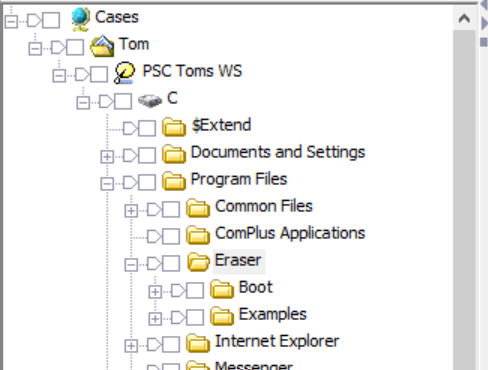 Cases
Tom
PSC Toms WS
C
$Extend
Documents and Settings
Program Files
Common Files
ComPlus Applications
Eraser
Boot
Examples
Internet Explorer
Messenger